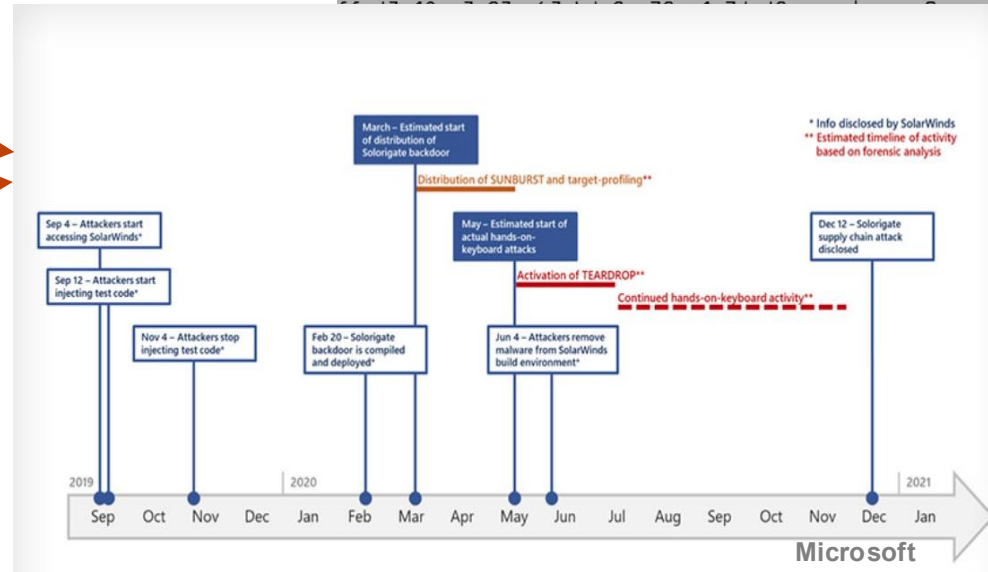 March – Estimated start
of distribution of
Solorigate backdoor
* Info disclosed by SolarWinds
** Estimated timeline of activity
based on forensic analysis
Distribution of SUNBURST and target-profiling**
Sep 4 – Attackers start
accessing SolarWinds*
May – Estimated start of
actual hands-on-
keyboard attacks
Dec 12 – Solorigate
supply chain attack
disclosed
Sep 12 – Attackers start
injecting test code*
Activation of TEARDROP**
Continued hands-on-keyboard activity**
Nov 4 – Attackers stop
injecting test code*
Feb 20 – Solorigate
backdoor is compiled
and deployed*
Jun 4 – Attackers remove
malware from SolarWinds
build environment*
2019 2020 2021
Sep Oct Nov Dec Jan Feb Mar Apr May Jun Jul Aug Sep Oct Nov Dec Jan
Microsoft